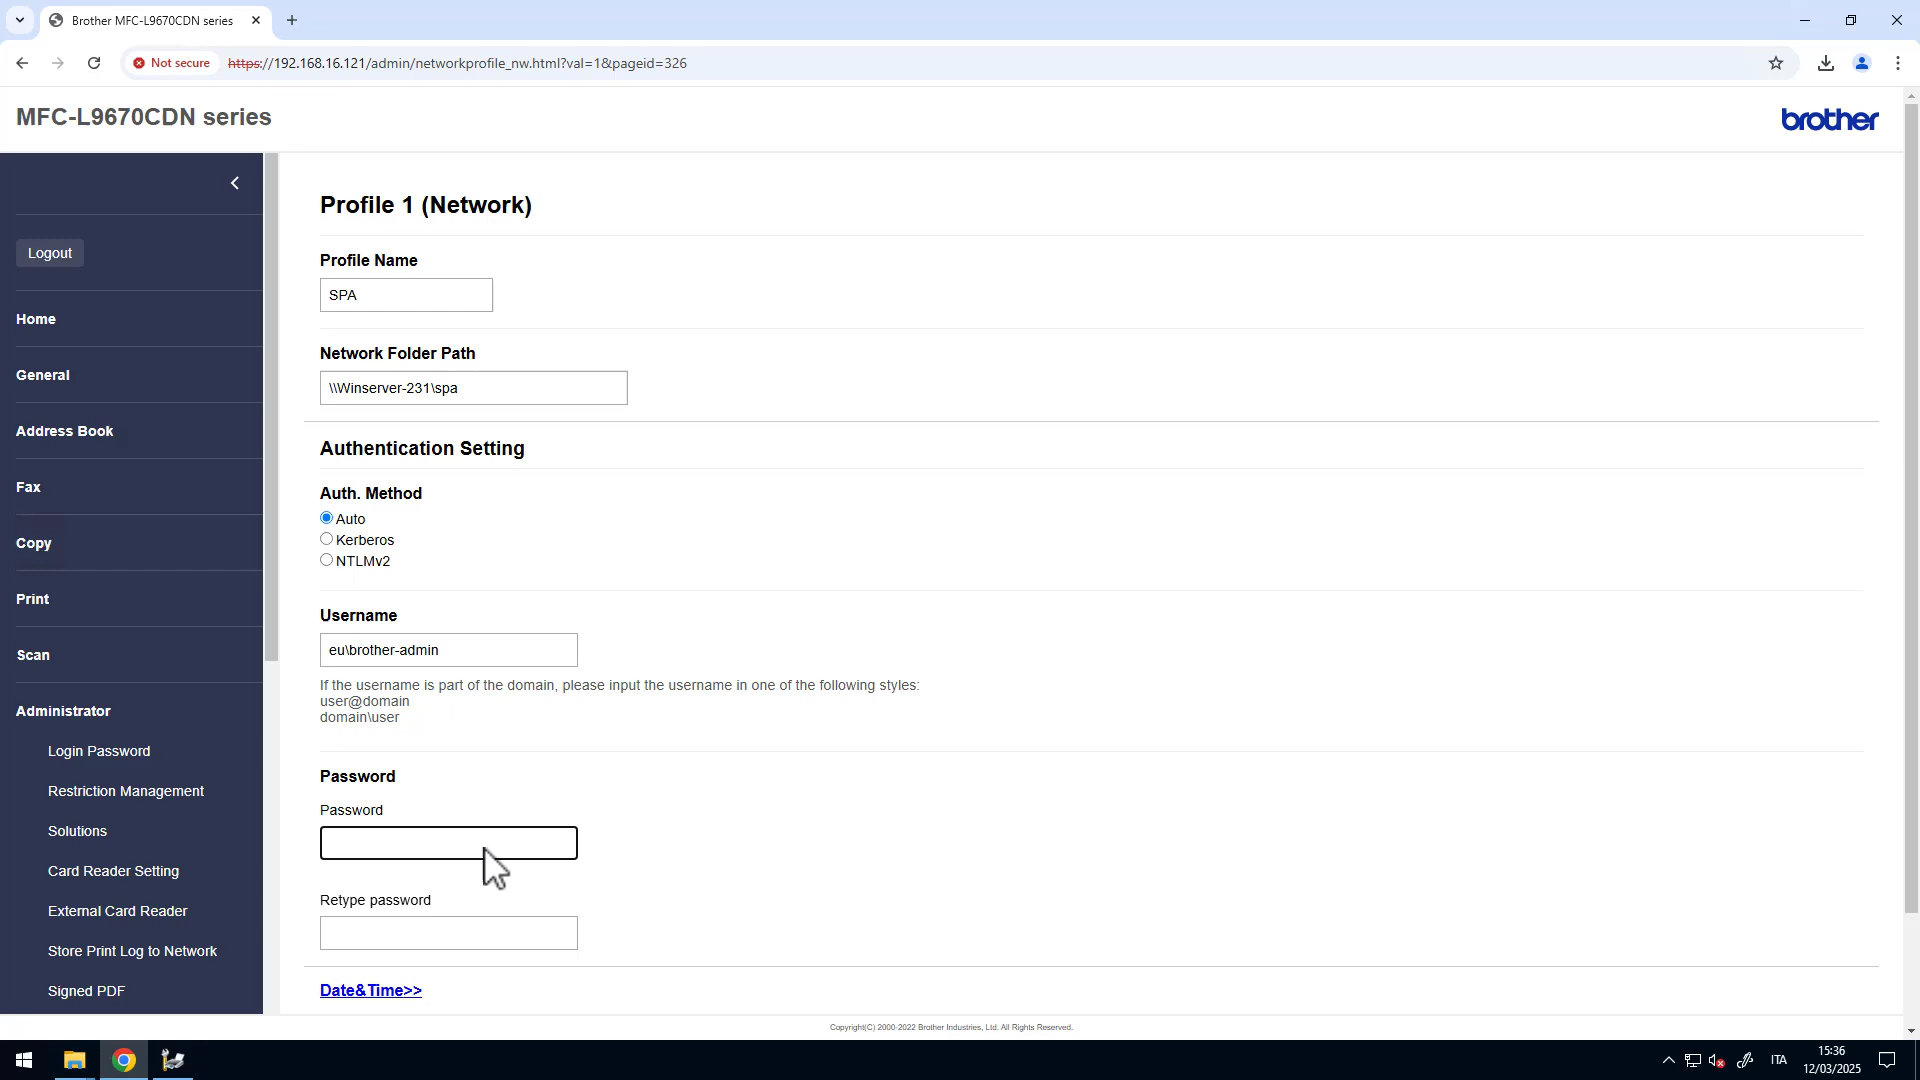 Brother MFC-L9670CDN series
Not secure https://192.168.16.121/admin/networkprofile_nw.html?val=1&pageid=326
MFC-L9670CDN series
brother
Logout
Home
General
Address Book
Fax
Copy
Print
Scan
Administrator
Login Password
Restriction Management
Solutions
Card Reader Setting
External Card Reader
Store Print Log to Network
Signed PDF
Profile 1 (Network)
Profile Name
SPA
Network Folder Path
\\Winserver-231\spa
Authentication Setting
Auth. Method
Auto
Kerberos
NTLMv2
Username
eu\brother-admin
If the username is part of the domain, please input the username in one of the following styles:
user@domain
domain\user
Password
Password
Retype password
Date&Time>>
Copyright(C) 2000-2022 Brother Industries, Ltd. All Rights Reserved.
ITA
15:36
12/03/2025